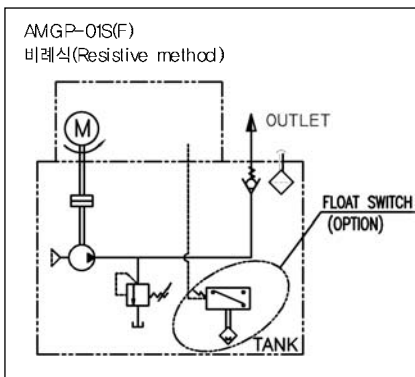 AMGP-01S(F)
비례식(Resistive method)
M
OUTLET
FLOAT SWITCH
(OPTION)
TANK